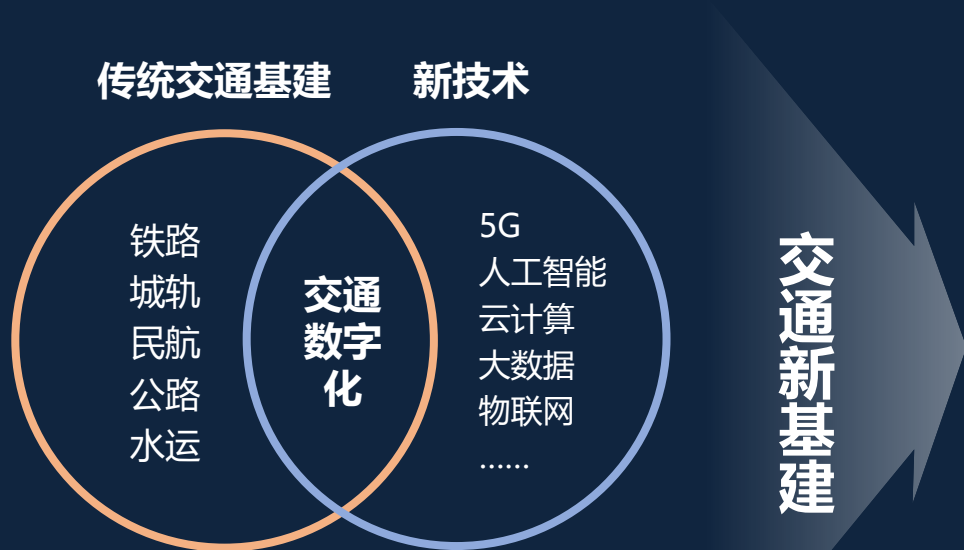 传统交通基建
新技术
铁路
城轨
民航
公路
水运
交通
数字
化
5G
人工智能
云计算
大数据
物联网
......
交通新基建